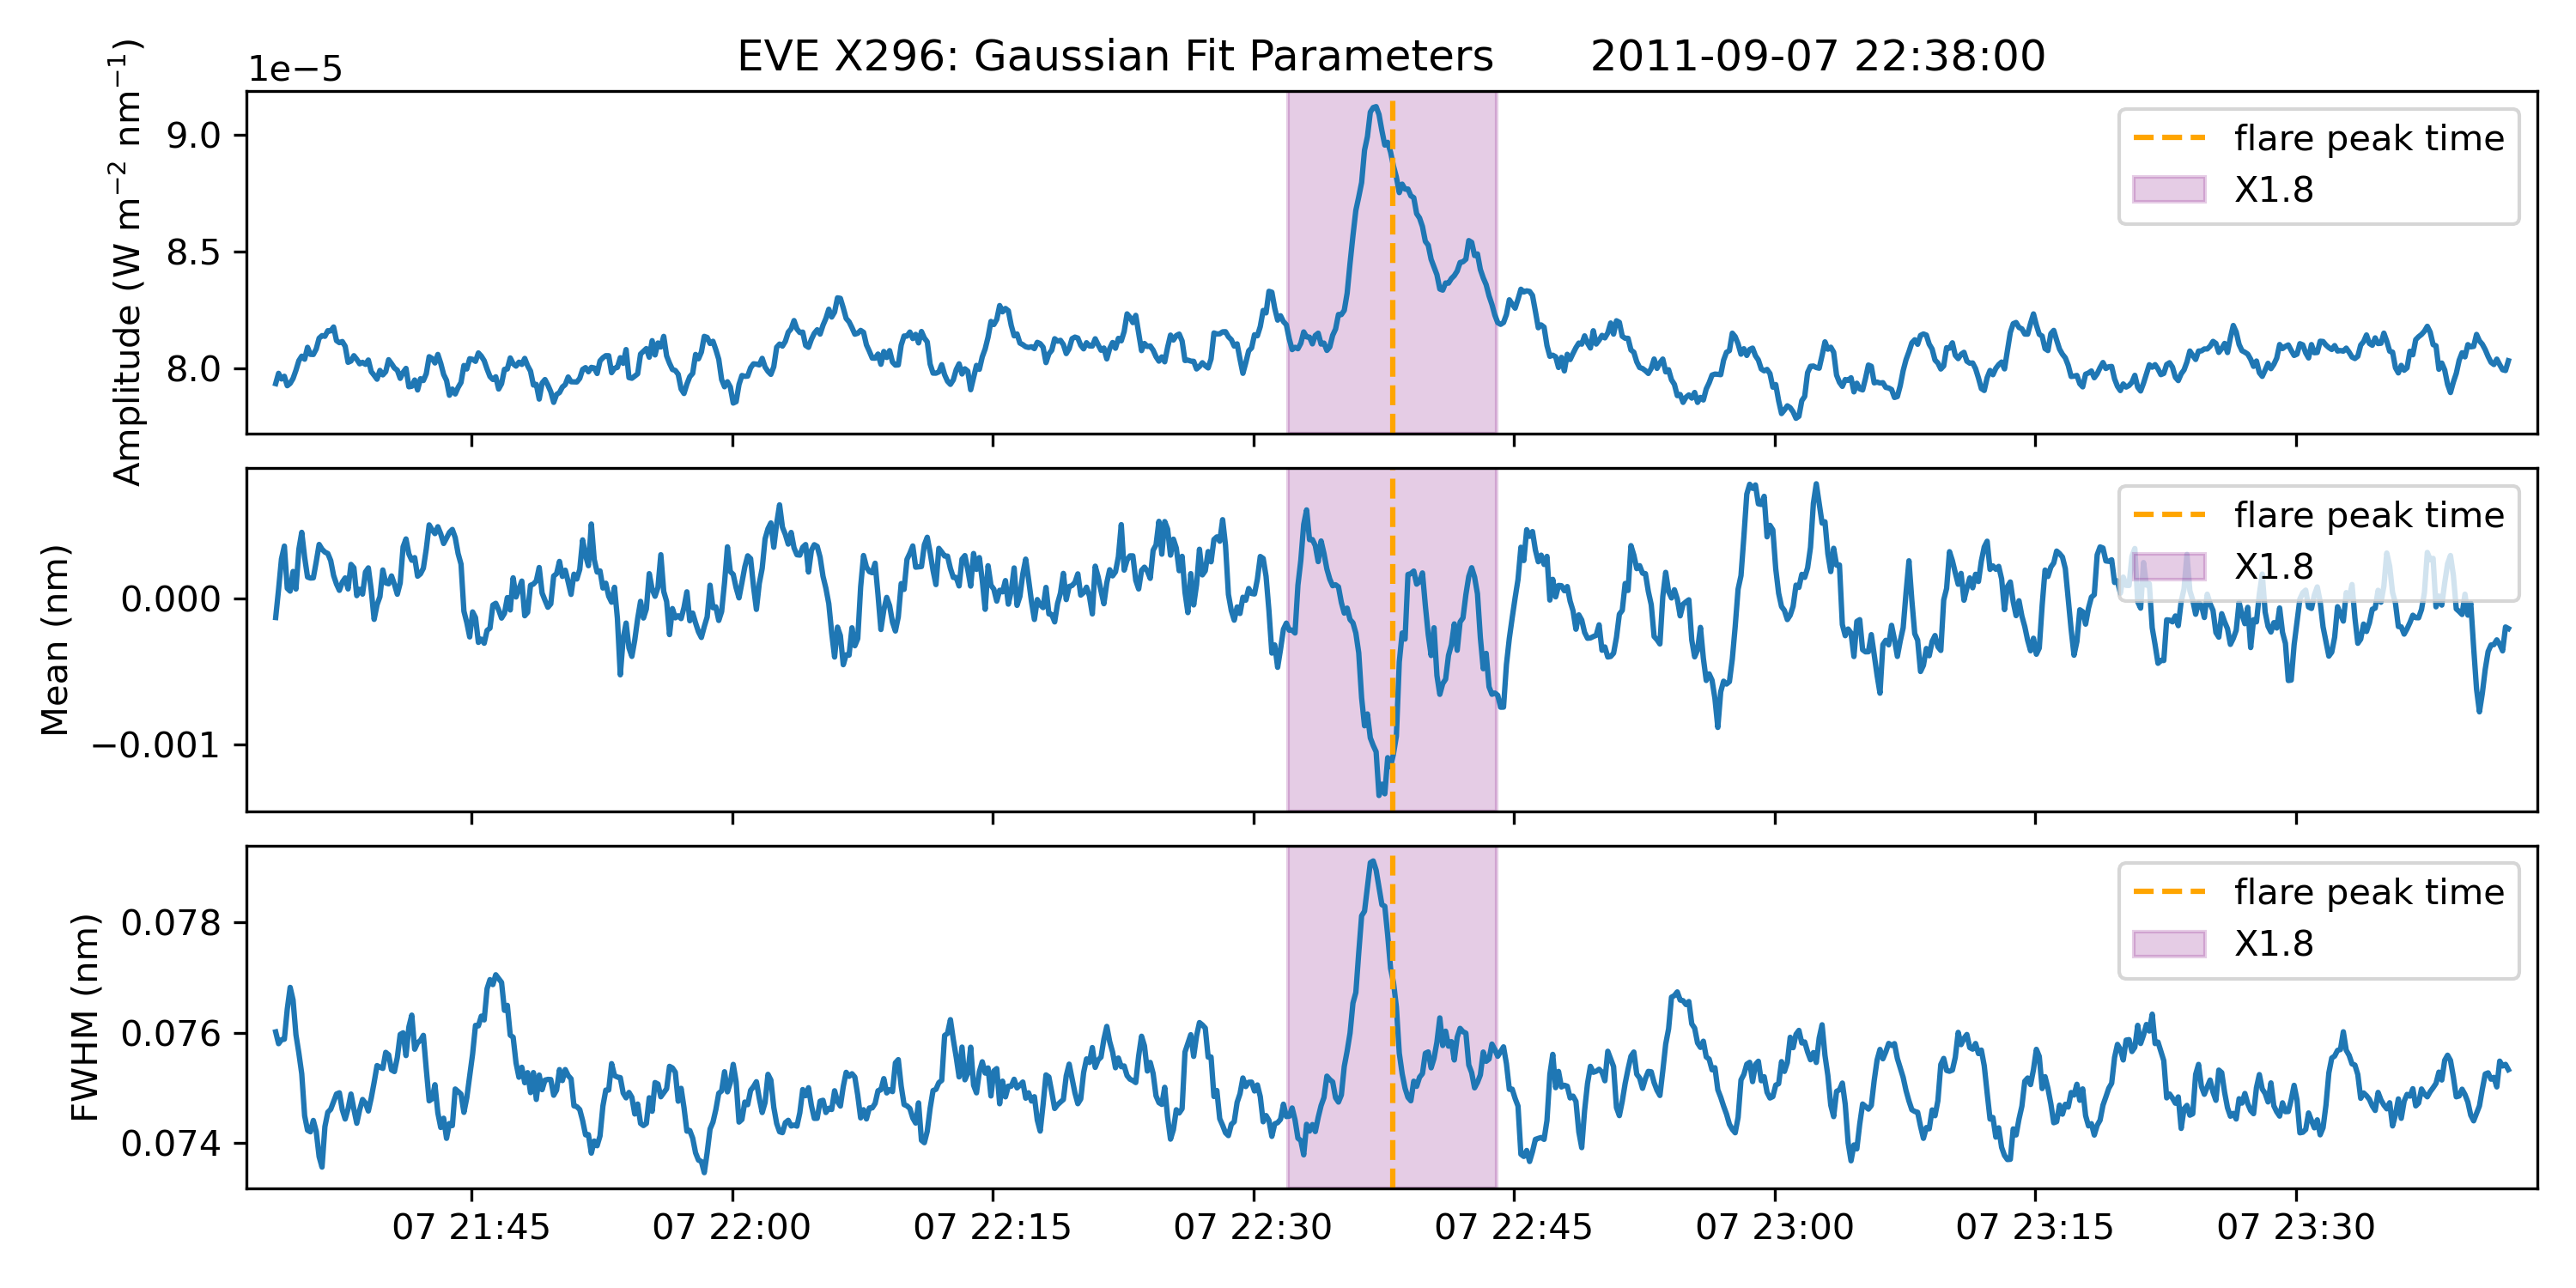 EVE X296: Gaussian Fit Parameters 2011-09-07 22:38:00
1e−5
Amplitude (W m⁻² nm⁻¹)
9.0
8.5
8.0
flare peak time
X1.8
Mean (nm)
0.000
−0.001
flare peak time
X1.8
FWHM (nm)
0.078
0.076
0.074
flare peak time
X1.8
07 21:45 07 22:00 07 22:15 07 22:30 07 22:45 07 23:00 07 23:15 07 23:30